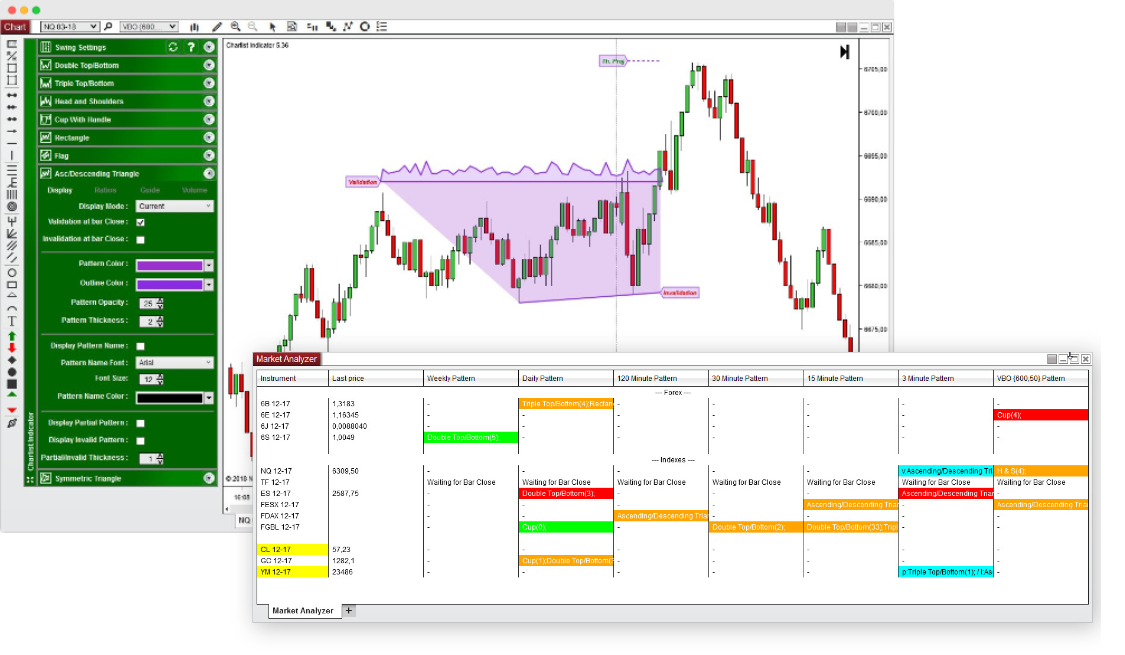 Chart
NQ 03-18
VBO (600...
Swing Settings
?
Double Top/Bottom
Triple Top/Bottom
Head and Shoulders
Cup With Handle
Rectangle
Flag
Asc/Descending Triangle
Display Ratios Guide Volume
Display Mode : Current
Validation at bar Close :
Invalidation at bar Close :
Pattern Color :
Outline Color :
Pattern Opacity : 25
Pattern Thickness : 2
Display Pattern Name :
Pattern Name Font : Arial
Font Size: 12
Pattern Name Color :
Display Partial Pattern :
Display Invalid Pattern :
Partial/Invalid Thickness : 1
Symmetric Triangle
Chartist Indicator
Chartist Indicator 5.36
Th. Prg
Validation
Invalidation
6705,00
6700,00
6695,00
6690,00
6685,00
6680,00
6675,00
© 2018 N
16:05
NQ
Market Analyzer
Instrument Last price Weekly Pattern Daily Pattern 120 Minute Pattern 30 Minute Pattern 15 Minute Pattern 3 Minute Pattern VBO {600;50} Pattern
--- Forex ---
6B 12-17 1,3183 - Triple Top/Bottom(4);Rectan - - - - -
6E 12-17 1,16345 - - - - - - Cup(4);
6J 12-17 0,0088040 - - - - - - -
6S 12-17 1,0049 Double Top/Bottom(5); - - - - - -
--- Indexes ---
NQ 12-17 6309,50 - - - - - v:Ascending/Descending Tri H & S(4);
TF 12-17 Waiting for Bar Close Waiting for Bar Close Waiting for Bar Close Waiting for Bar Close Waiting for Bar Close Waiting for Bar Close Waiting for Bar Close
ES 12-17 2587,75 - Double Top/Bottom(3); - - - Ascending/Descending Trian -
FESX 12-17 - - - - Ascending/Descending Tria - Ascending/Descending Tria
FDAX 12-17 - - Ascending/Descending Tria - - - -
FGBL 12-17 - Cup(0); - Double Top/Bottom(2); Double Top/Bottom(33);Trip - -
CL 12-17 57,23 - - - - - - -
GC 12-17 1282,1 - Cup(1);Double Top/Bottom( - - - - -
YM 12-17 23486 - - - - - p:Triple Top/Bottom(1); / I:As -
Market Analyzer +